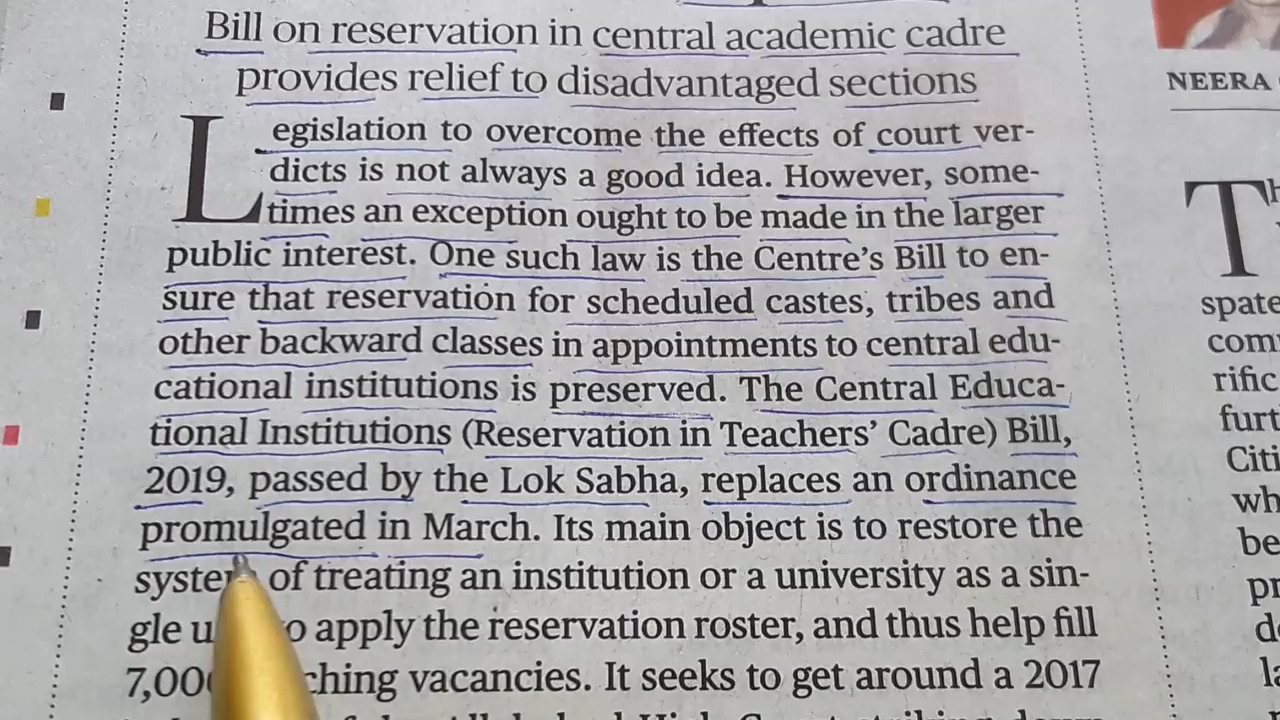 Bill on reservation in central academic cadre
provides relief to disadvantaged sections
Legislation to overcome the effects of court ver-
dicts is not always a good idea. However, some-
times an exception ought to be made in the larger
public interest. One such law is the Centre's Bill to en-
sure that reservation for scheduled castes, tribes and
other backward classes in appointments to central edu-
cational institutions is preserved. The Central Educa-
tional Institutions (Reservation in Teachers' Cadre) Bill,
2019, passed by the Lok Sabha, replaces an ordinance
promulgated in March. Its main object is to restore the
of treating an institution or a university as a sin-
gle apply the reservation roster, and thus help fill
vacancies. It seeks to get around a 2017
NEERA
spate
com
rific
furt
Citi
wh
be